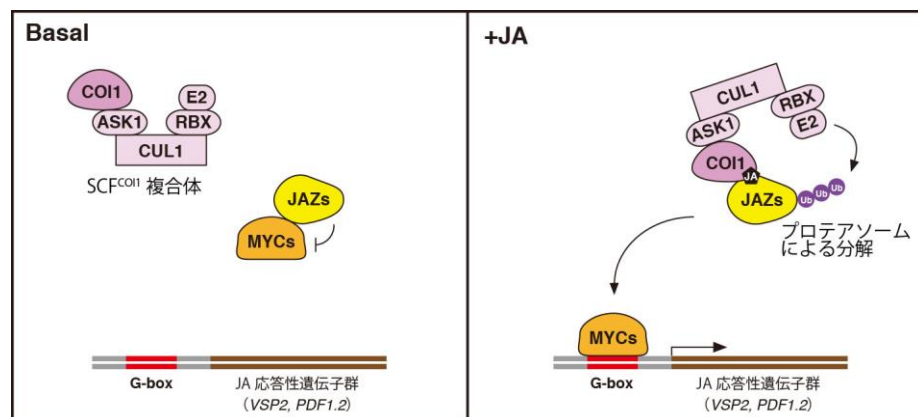 Basal
COI1
E2
ASK1
RBX
CUL1
SCFCOI1 複合体
JAZs
MYCs
G-box
JA 応答性遺伝子群
(VSP2, PDF1.2)
+JA
CUL1
RBX
ASK1
E2
COI1
JA
JAZs
Ub
Ub
Ub
プロテアソーム
による分解
MYCs
G-box
JA 応答性遺伝子群
(VSP2, PDF1.2)